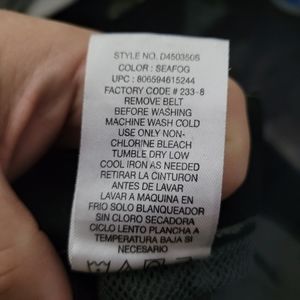 STYLE NO. D450350S
COLOR : SEAFOG
UPC : 806594615244
FACTORY CODE # 233-8
REMOVE BELT
BEFORE WASHING
MACHINE WASH COLD
USE ONLY NON-
CHLORINE BLEACH
TUMBLE DRY LOW
COOL IRON AS NEEDED
RETIRAR LA CINTURON
ANTES DE LAVAR
LAVAR A MAQUINA EN
FRIO SOLO BLANQUEADOR
SIN CLORO SECADORA
CICLO LENTO PLANCHA A
TEMPERATURA BAJA SI
NECESARIO